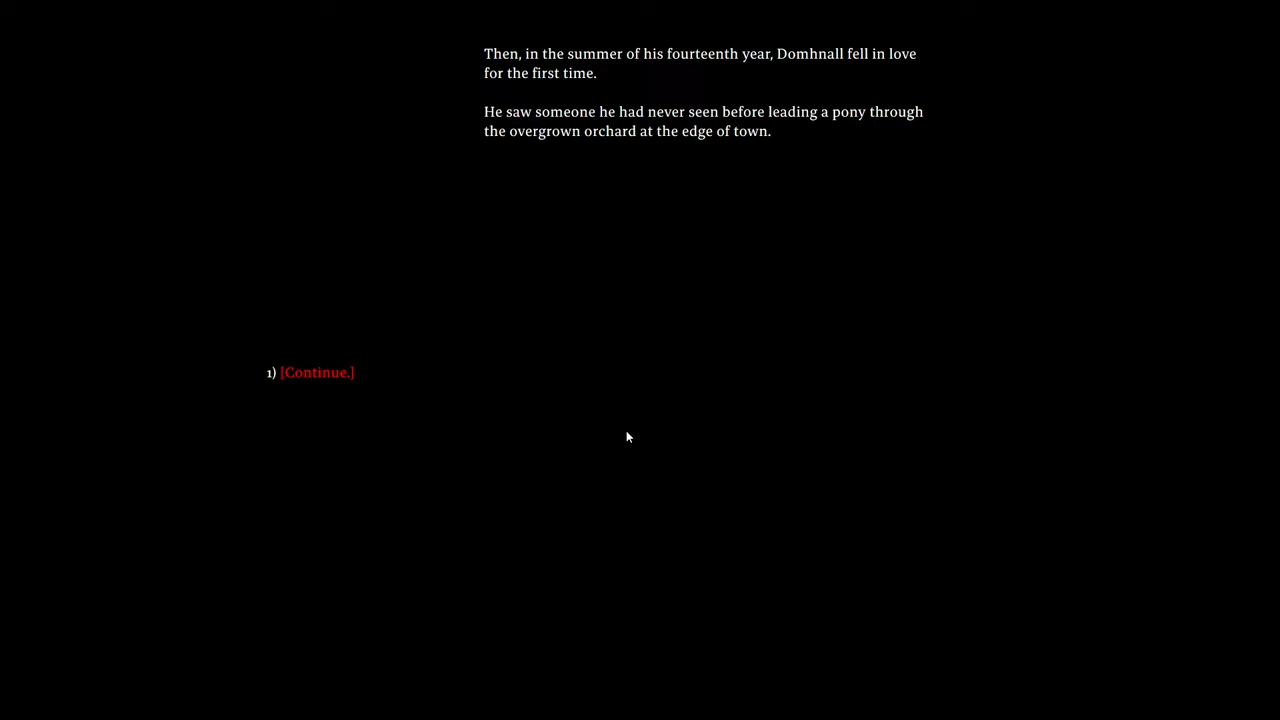 Then, in the summer of his fourteenth year, Domhnall fell in love
for the first time.
He saw someone he had never seen before leading a pony through
the overgrown orchard at the edge of town.
1) [Continue.]